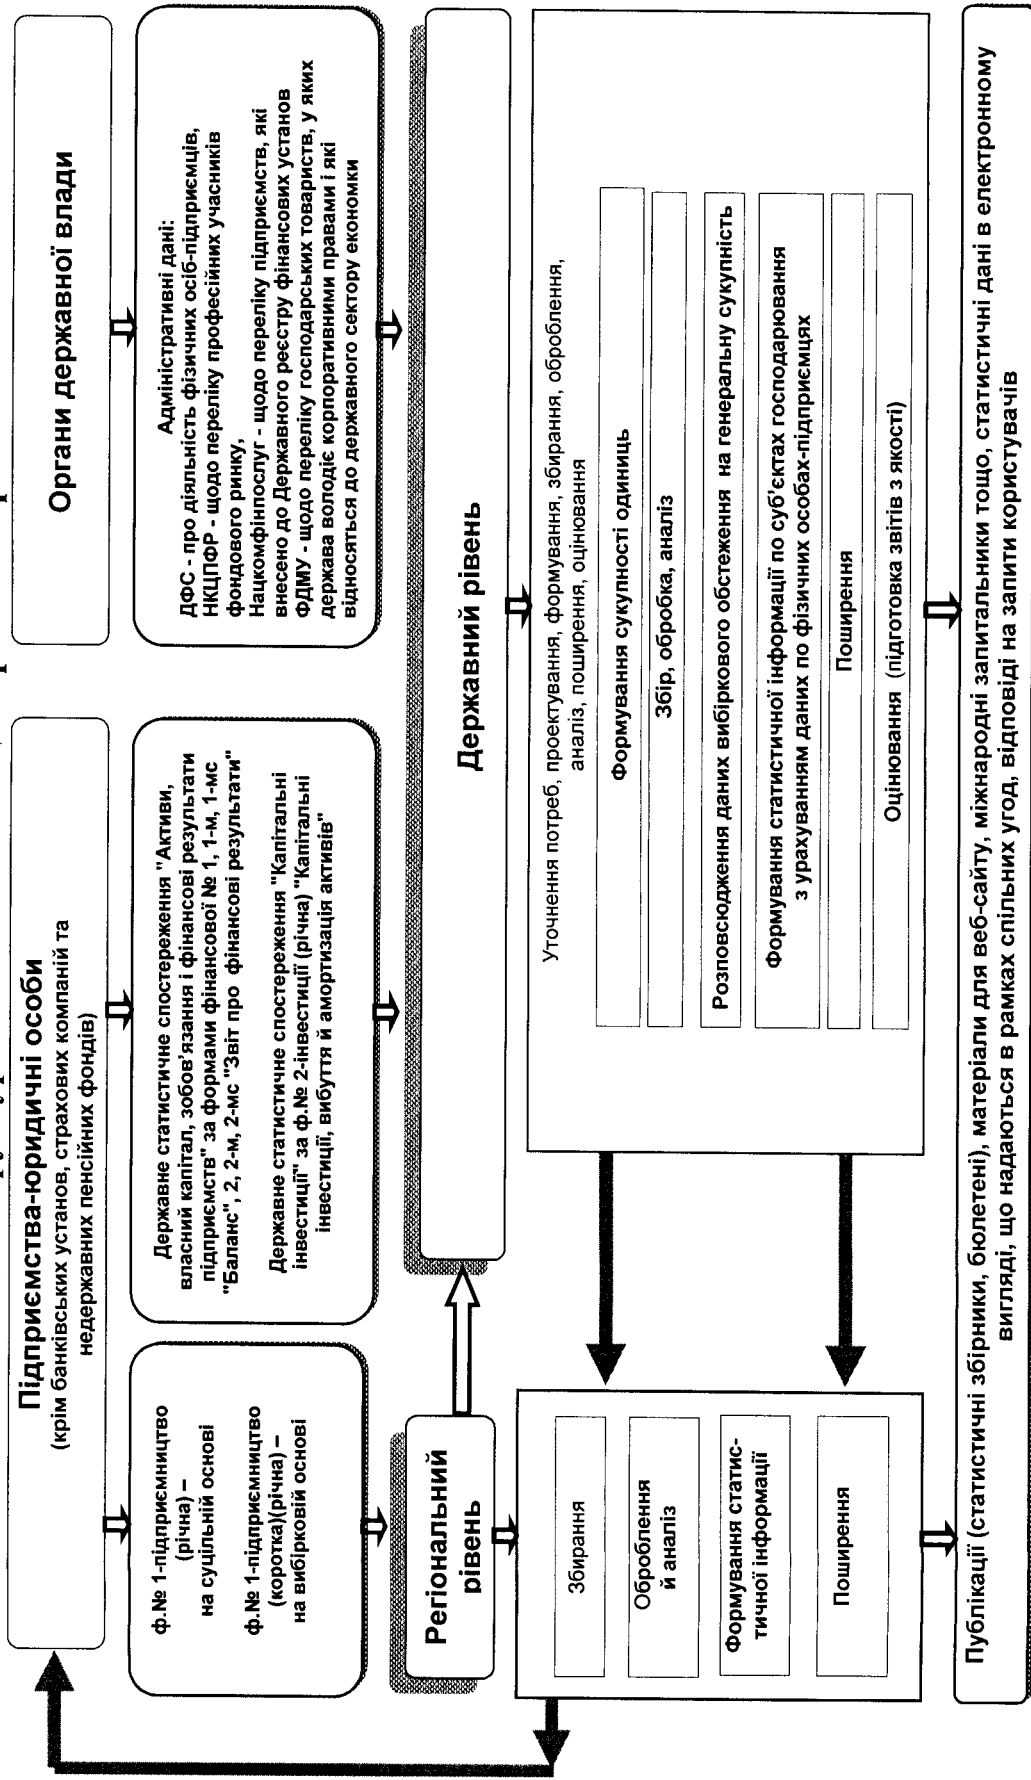 Підприємства-юридичні особи
(крім банківських установ, страхових компаній та
недержавних пенсійних фондів)
Органи державної влади
ф.№ 1-підприємництво
(річна) –
на суцільній основі
ф.№ 1-підприємництво
(коротка)(річна) –
на вибірковій основі
Державне статистичне спостереження "Активи,
власний капітал, зобов'язання і фінансові результати
підприємств" за формами фінансової № 1, 1-м, 1-мс
"Баланс", 2, 2-м, 2-мс "Звіт про фінансові результати"
Державне статистичне спостереження "Капітальні
інвестиції" за ф.№ 2-інвестиції (річна) "Капітальні
інвестиції, вибуття й амортизація активів"
Адміністративні дані:
ДФС - про діяльність фізичних осіб-підприємців,
НКЦПФР - щодо переліку професійних учасників
фондового ринку,
Нацкомфінпослуг - щодо переліку підприємств, які
внесено до Державного реєстру фінансових установ
ФДМУ - щодо переліку господарських товариств, у яких
держава володіє корпоративними правами і які
відносяться до державного сектору економки
Регіональний
рівень
Державний рівень
Збирання
Оброблення
й аналіз
Формування статис-
тичної інформації
Поширення
Уточнення потреб, проектування, формування, збирання, оброблення,
аналіз, поширення, оцінювання
Формування сукупності одиниць
Збір, обробка, аналіз
Розповсюдження даних вибіркового обстеження на генеральну сукупність
Формування статистичної інформації по суб'єктах господарювання
з урахуванням даних по фізичних особах-підприємцях
Поширення
Оцінювання (підготовка звітів з якості)
Публікації (статистичні збірники, бюлетені), матеріали для веб-сайту, міжнародні запитальники тощо, статистичні дані в електронному
вигляді, що надаються в рамках спільних угод, відповіді на запити користувачів